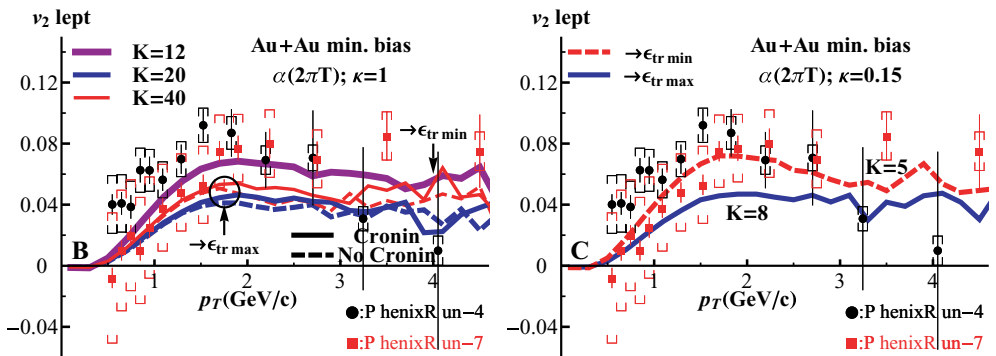 v2 lept
0.12
0.08
0.04
0
−0.04
K=12
K=20
K=40
Au+Au min. bias
α(2πT); κ=1
→ϵtr min
→ϵtr max
Cronin
No Cronin
B
1
2
3
4
pT(GeV/c)
●:P henixR un−4
■:P henixR un−7
v2 lept
0.12
0.08
0.04
0
−0.04
→ϵtr min
→ϵtr max
Au+Au min. bias
α(2πT); κ=0.15
K=5
K=8
C
1
2
3
4
pT(GeV/c)
●:P henixR un−4
■:P henixR un−7